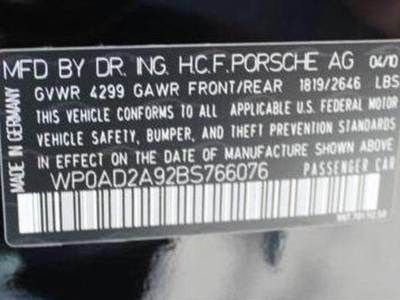 MFD BY DR. ING. H.C.F. PORSCHE AG 04/10
GVWR 4299 GAWR FRONT/REAR 1819/2646 LBS
THIS VEHICLE CONFORMS TO ALL APPLICABLE U.S. FEDERAL MOTOR
VEHICLE SAFETY, BUMPER, AND THEFT PREVENTION STANDARDS
IN EFFECT ON THE DATE OF MANUFACTURE SHOWN ABOVE
WP0AD2A92BS766076 PASSENGER CAR
MADE IN GERMANY